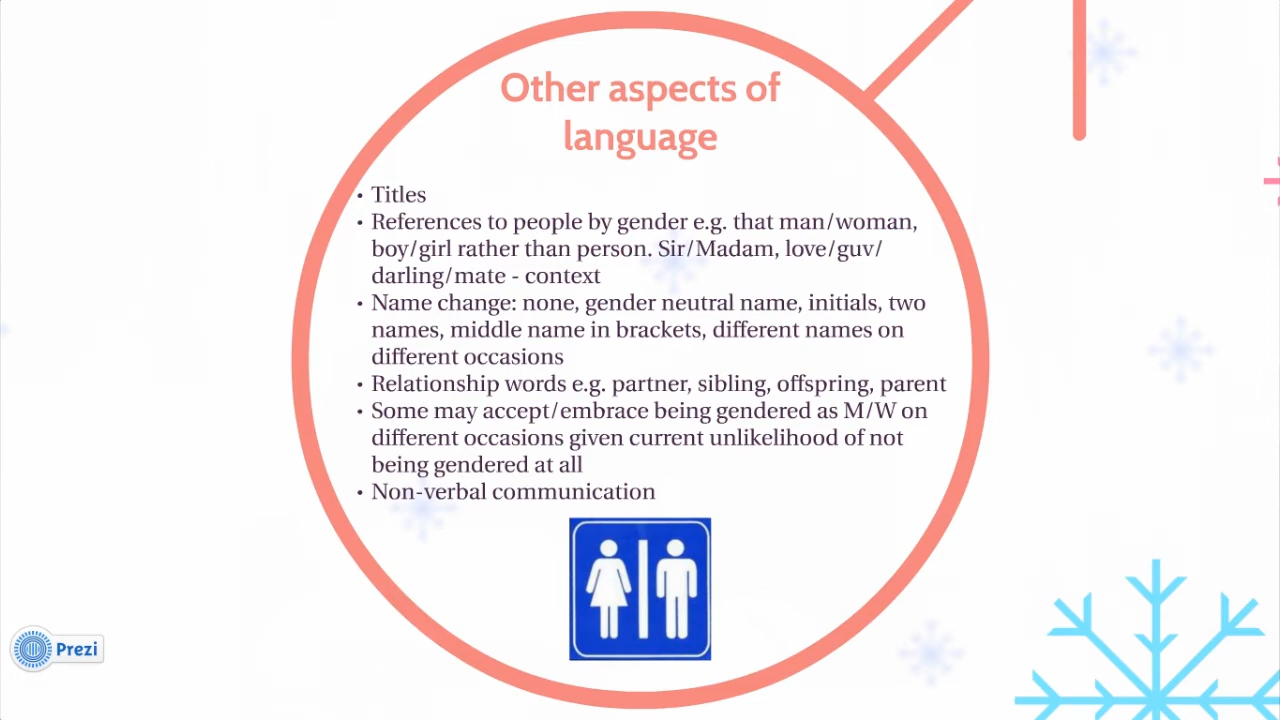 Other aspects of
language
• Titles
• References to people by gender e.g. that man/woman,
boy/girl rather than person. Sir/Madam, love/guv/
darling/mate - context
• Name change: none, gender neutral name, initials, two
names, middle name in brackets, different names on
different occasions
• Relationship words e.g. partner, sibling, offspring, parent
• Some may accept/embrace being gendered as M/W on
different occasions given current unlikelihood of not
being gendered at all
• Non-verbal communication
Prezi